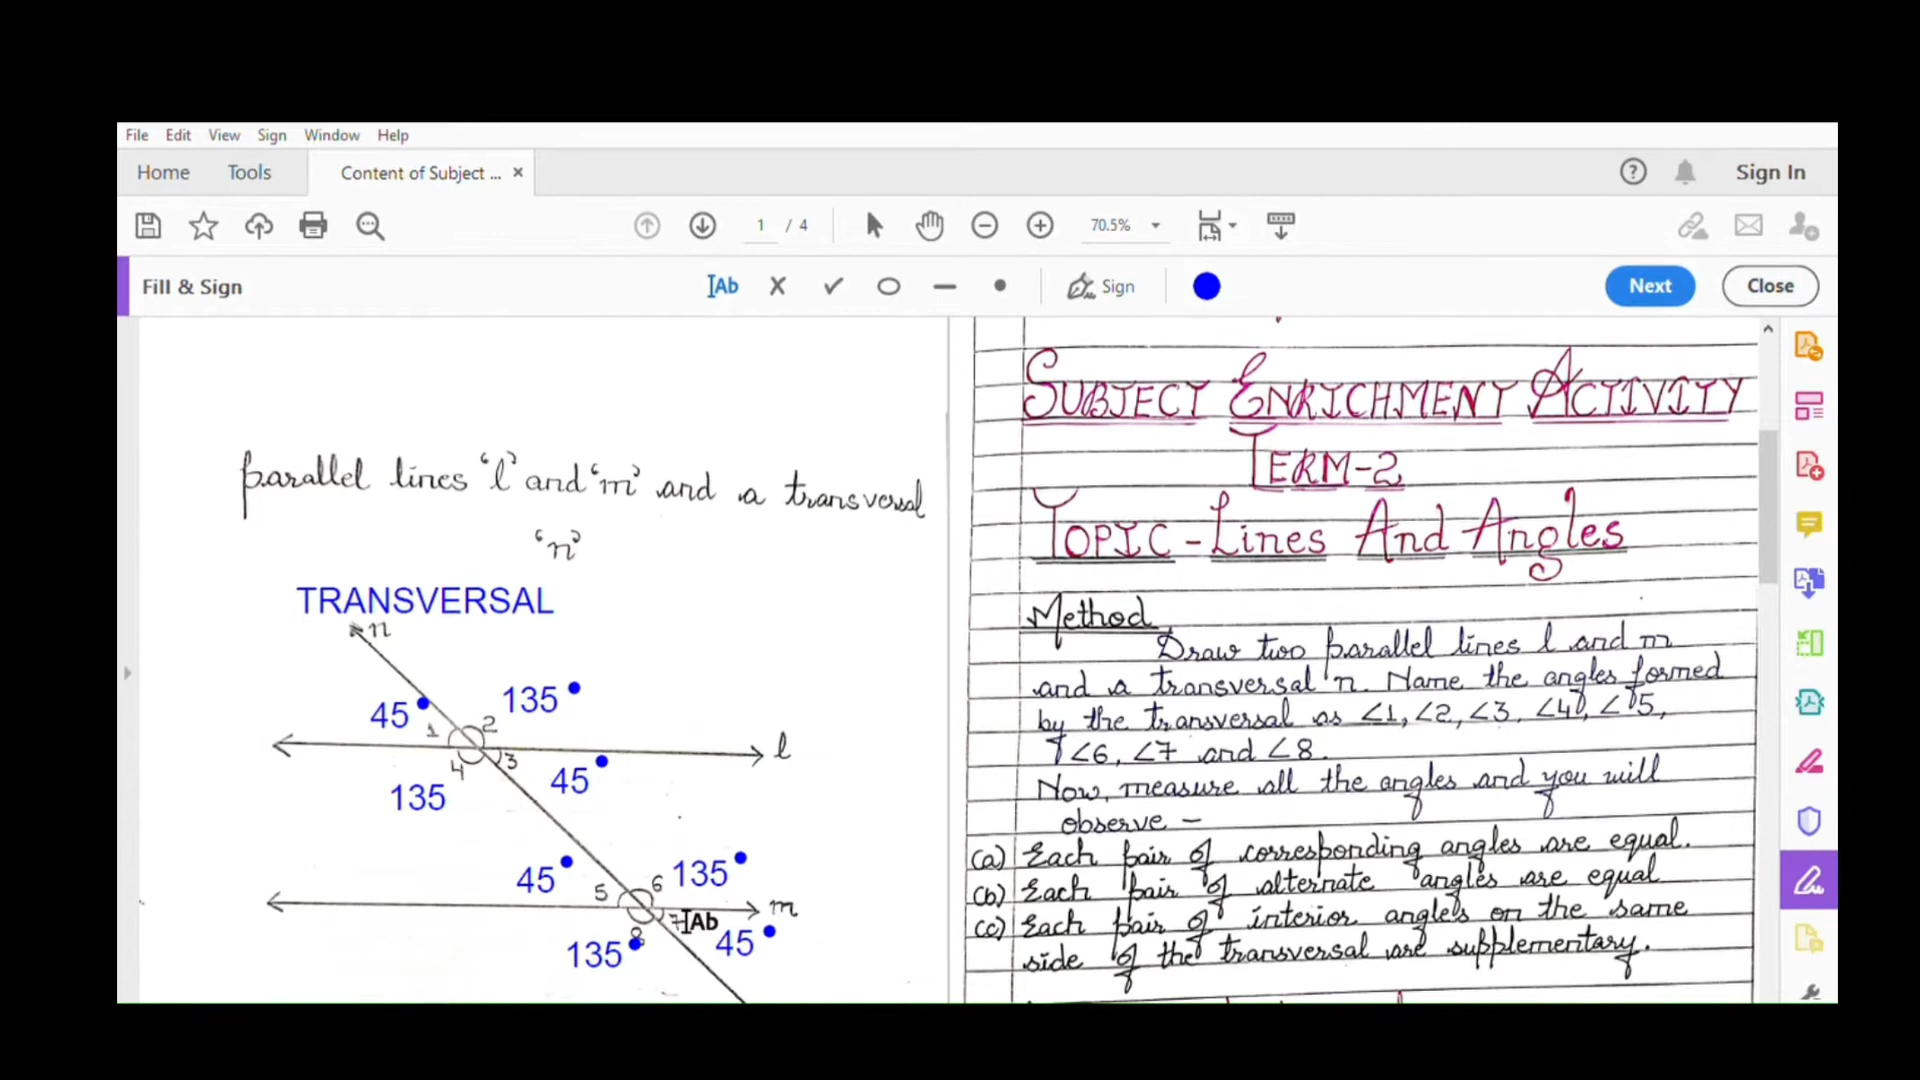 File Edit View Sign Window Help
Home Tools Content of Subject ... × Sign In
1 / 4 70.5%
Fill & Sign Ab Sign Next Close
parallel lines 'l' and 'm' and a transversal
'n'
TRANSVERSAL
n
45 135
1 2
l
4 3
135 45
45 135
5 6
m
7 Ab
8
135 45
SUBJECT ENRICHMENT ACTIVITY
TERM-2
TOPIC - Lines And Angles
Method
Draw two parallel lines l and m
and a transversal n. Name the angles formed
by the transversal as ∠1, ∠2, ∠3, ∠4, ∠5,
∠6, ∠7 and ∠8.
Now, measure all the angles and you will
observe -
(a) Each pair of corresponding angles are equal.
(b) Each pair of alternate angles are equal
(c) Each pair of interior angles on the same
side of the transversal are supplementary.